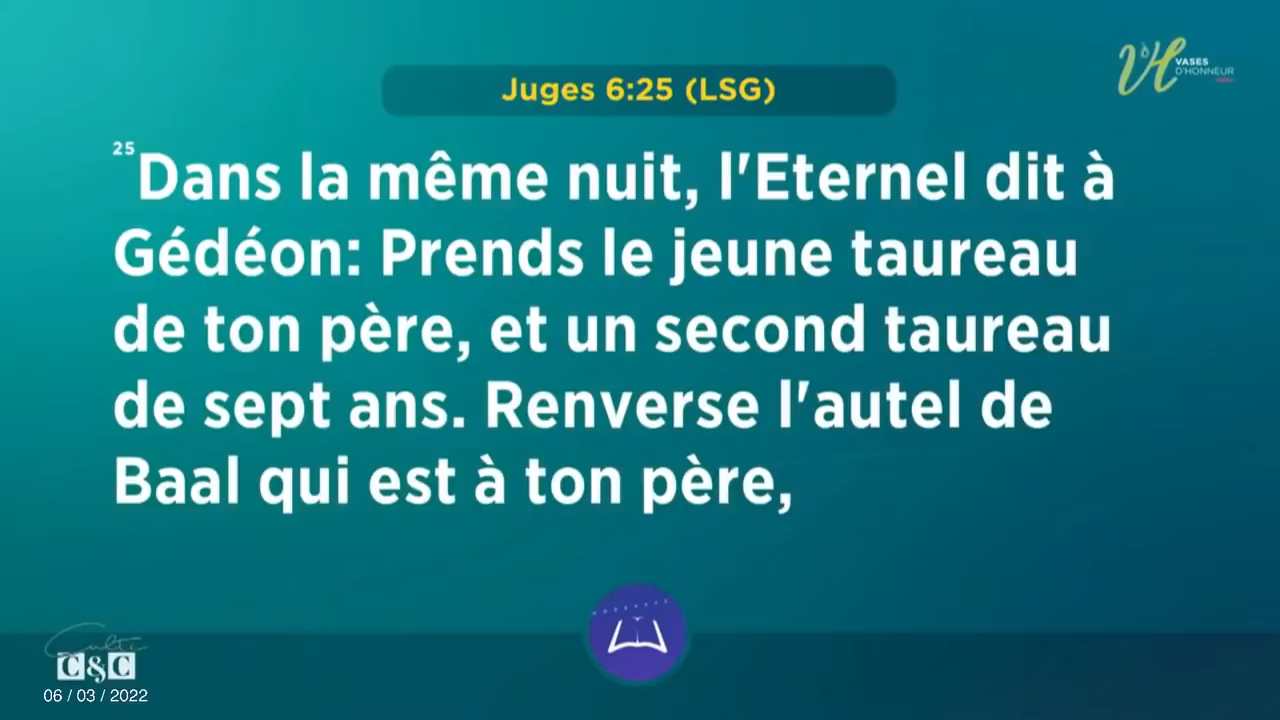 Juges 6:25 (LSG)
VASES
D'HONNEUR
25 Dans la même nuit, l'Eternel dit à
Gédéon: Prends le jeune taureau
de ton père, et un second taureau
de sept ans. Renverse l'autel de
Baal qui est à ton père,
Culte
C&C
06 / 03 / 2022